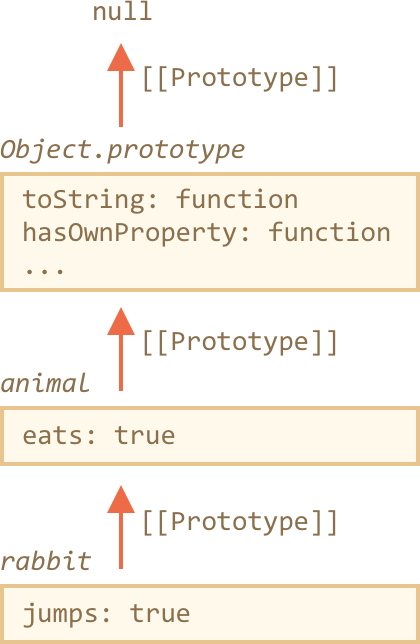 null
[[Prototype]]
Object.prototype
toString: function
hasOwnProperty: function
...
[[Prototype]]
animal
eats: true
[[Prototype]]
rabbit
jumps: true